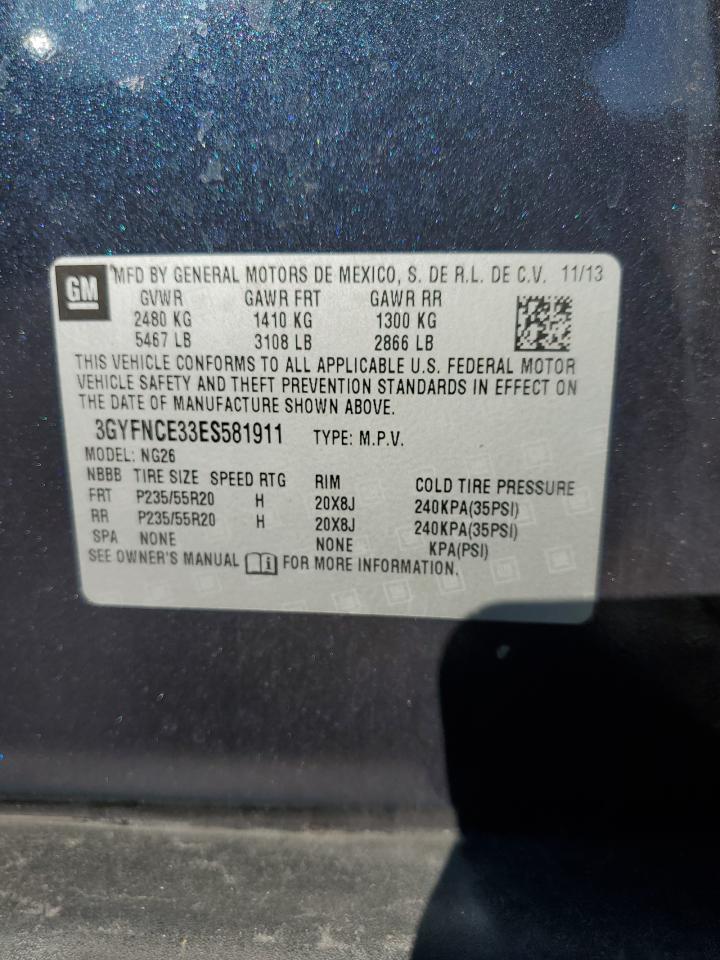 GM MFD BY GENERAL MOTORS DE MEXICO, S. DE R.L. DE C.V. 11/13
GVWR GAWR FRT GAWR RR
2480 KG 1410 KG 1300 KG
5467 LB 3108 LB 2866 LB
THIS VEHICLE CONFORMS TO ALL APPLICABLE U.S. FEDERAL MOTOR
VEHICLE SAFETY AND THEFT PREVENTION STANDARDS IN EFFECT ON
THE DATE OF MANUFACTURE SHOWN ABOVE.
3GYFNCE33ES581911 TYPE: M.P.V.
MODEL: NG26
NBBB TIRE SIZE SPEED RTG RIM COLD TIRE PRESSURE
FRT P235/55R20 H 20X8J 240KPA(35PSI)
RR P235/55R20 H 20X8J 240KPA(35PSI)
SPA NONE NONE KPA(PSI)
SEE OWNER'S MANUAL i FOR MORE INFORMATION.